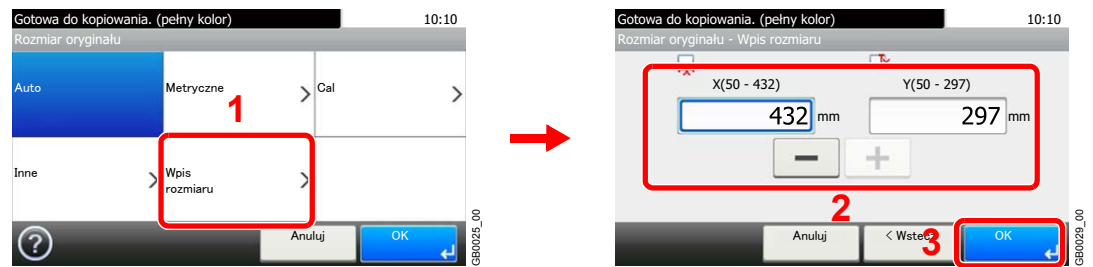 Gotowa do kopiowania. (pełny kolor) 10:10
Rozmiar oryginału
Auto
Metryczne
Cal
1
Inne
Wpis
rozmiaru
?
Anuluj
OK
GB0025_00
Gotowa do kopiowania. (pełny kolor) 10:10
Rozmiar oryginału - Wpis rozmiaru
X(50 - 432)
Y(50 - 297)
432 mm
297 mm
2
Anuluj
< Wstecz
3
OK
GB0029_00